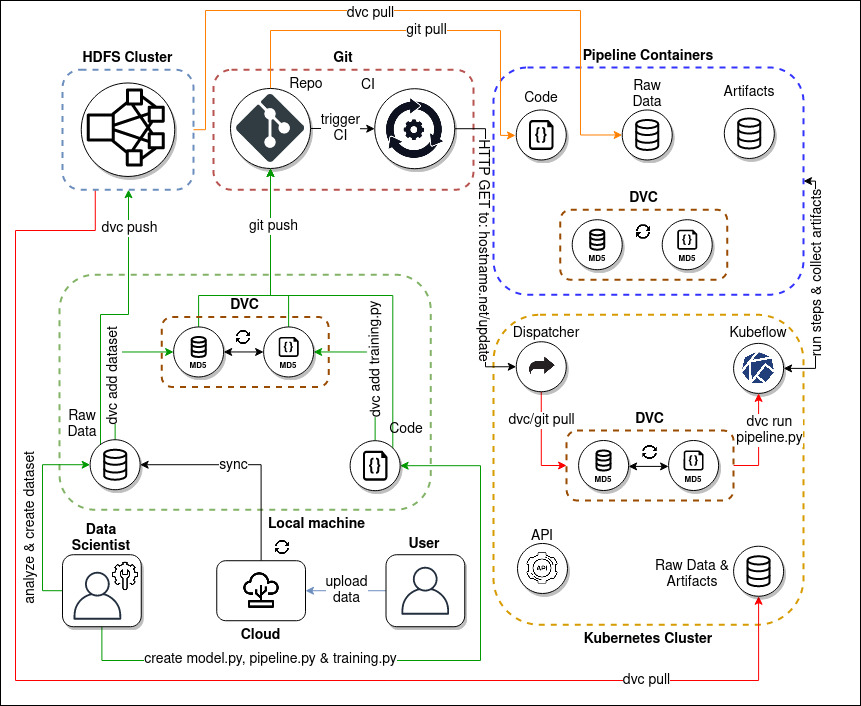 dvc pull
git pull
HDFS Cluster
Git
Pipeline Containers
Repo
CI
trigger
CI
Code
Raw
Data
Artifacts
HTTP GET to: hostname.net/update
DVC
MD5
MD5
run steps & collect artifacts
dvc push
git push
DVC
MD5
MD5
dvc add dataset
dvc add training.py
Raw
Data
Code
sync
Local machine
analyze & create dataset
Data
Scientist
Cloud
upload
data
User
create model.py, pipeline.py & training.py
Dispatcher
Kubeflow
dvc/git pull
DVC
MD5
MD5
dvc run
pipeline.py
API
API
Raw Data &
Artifacts
Kubernetes Cluster
dvc pull